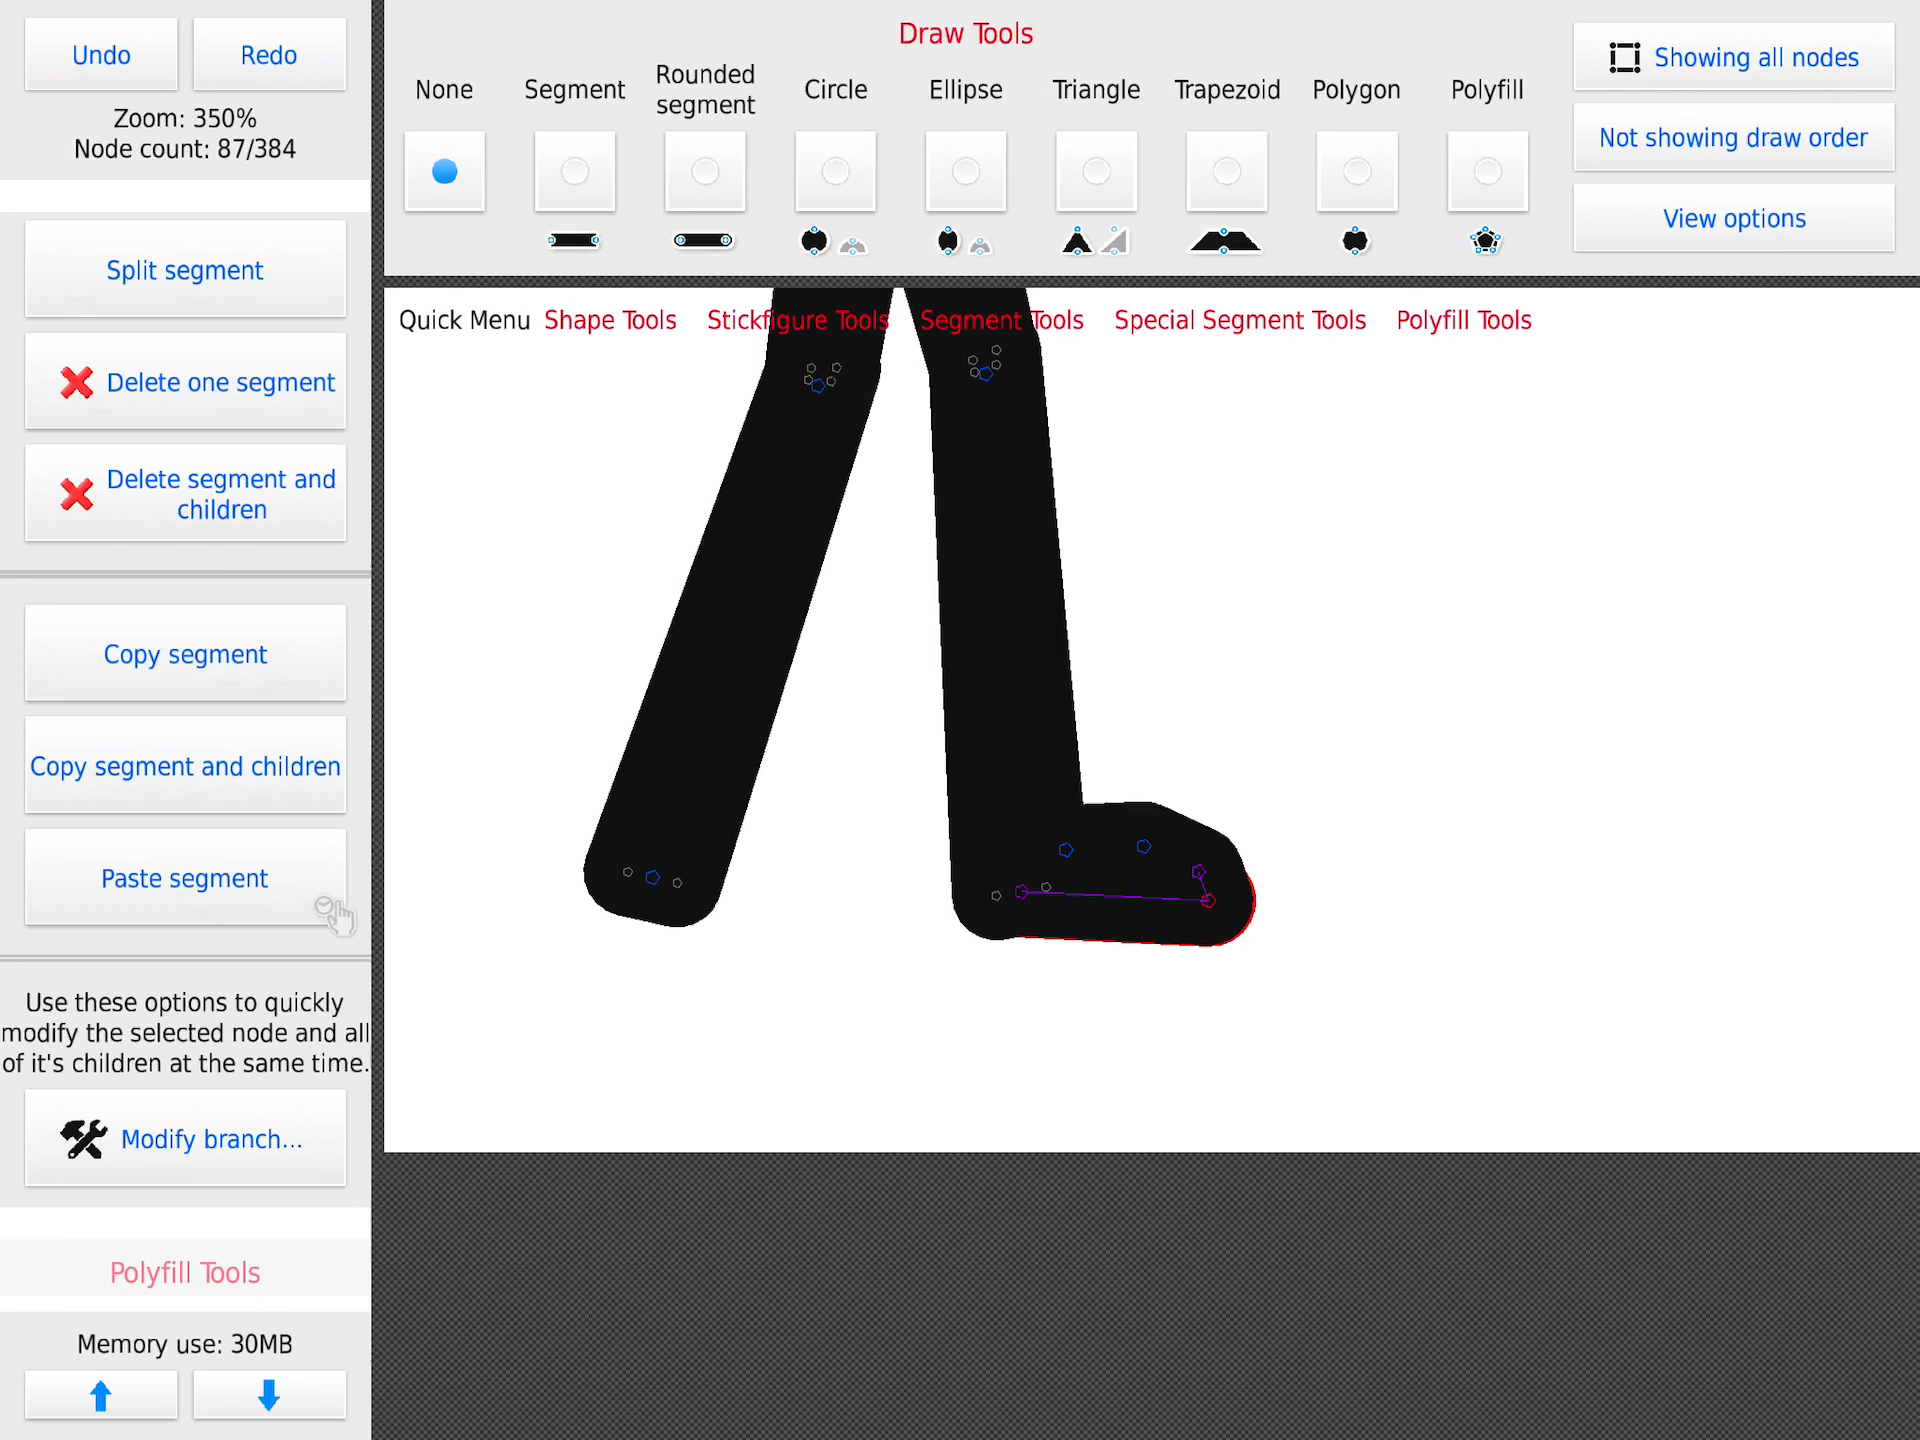 Undo
Redo
Zoom: 350%
Node count: 87/384
Split segment
Delete one segment
Delete segment and
children
Copy segment
Copy segment and children
Paste segment
Use these options to quickly
modify the selected node and all
of it's children at the same time.
Modify branch...
Polyfill Tools
Memory use: 30MB
Draw Tools
None
Segment
Rounded
segment
Circle
Ellipse
Triangle
Trapezoid
Polygon
Polyfill
Showing all nodes
Not showing draw order
View options
Quick Menu
Shape Tools
Stickfigure Tools
Segment Tools
Special Segment Tools
Polyfill Tools